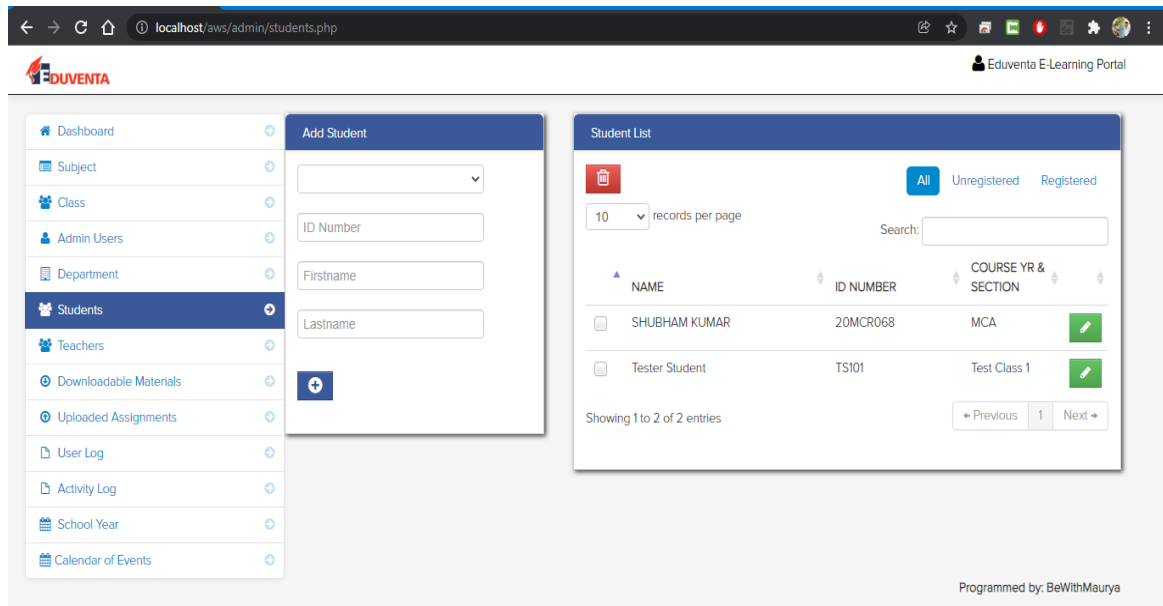 localhost/aws/admin/students.php
EDUVENTA
Eduventa E-Learning Portal
Dashboard
Subject
Class
Admin Users
Department
Students
Teachers
Downloadable Materials
Uploaded Assignments
User Log
Activity Log
School Year
Calendar of Events
Add Student
ID Number
Firstname
Lastname
Student List
All Unregistered Registered
10 records per page
Search:
NAME ID NUMBER COURSE YR & SECTION
SHUBHAM KUMAR 20MCR068 MCA
Tester Student TS101 Test Class 1
Showing 1 to 2 of 2 entries
← Previous 1 Next →
Programmed by: BeWithMaurya